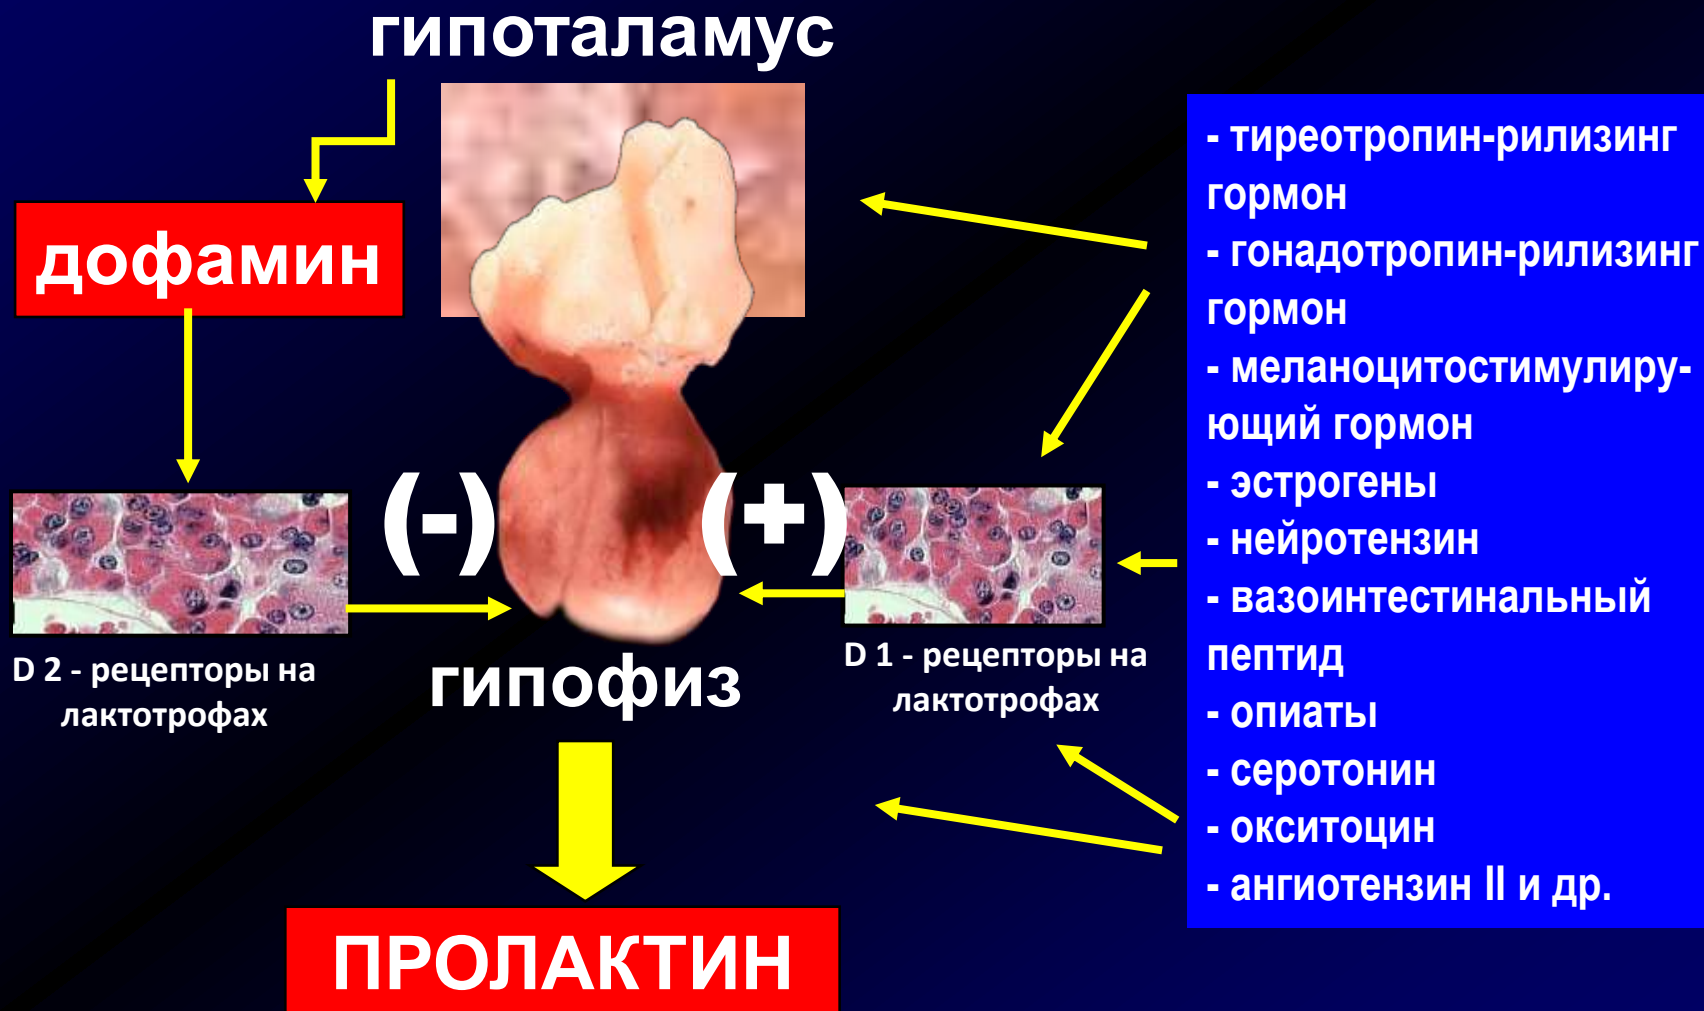 гипоталамус
дофамин
(-)
(+)
D 2 - рецепторы на
лактотрофах
гипофиз
D 1 - рецепторы на
лактотрофах
ПРОЛАКТИН
- тиреотропин-рилизинг
гормон
- гонадотропин-рилизинг
гормон
- меланоцитостимулиру-
ющий гормон
- эстрогены
- нейротензин
- вазоинтестинальный
пептид
- опиаты
- серотонин
- окситоцин
- ангиотензин II и др.